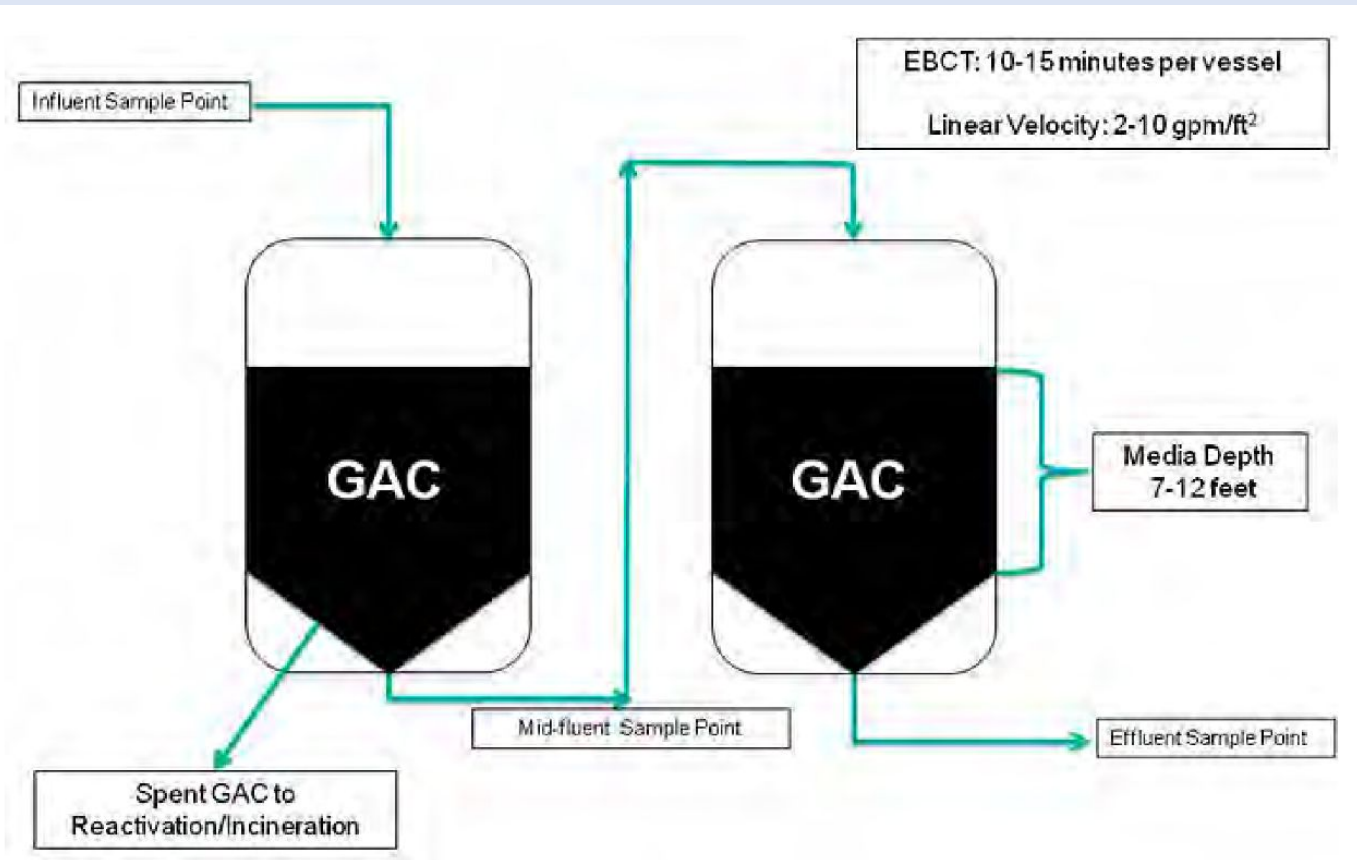 EBCT: 10-15 minutes per vessel
Linear Velocity: 2-10 gpm/ft²
Influent Sample Point
GAC
GAC
Media Depth
7-12 feet
Mid-fluent Sample Point
Effluent Sample Point
Spent GAC to
Reactivation/Incineration